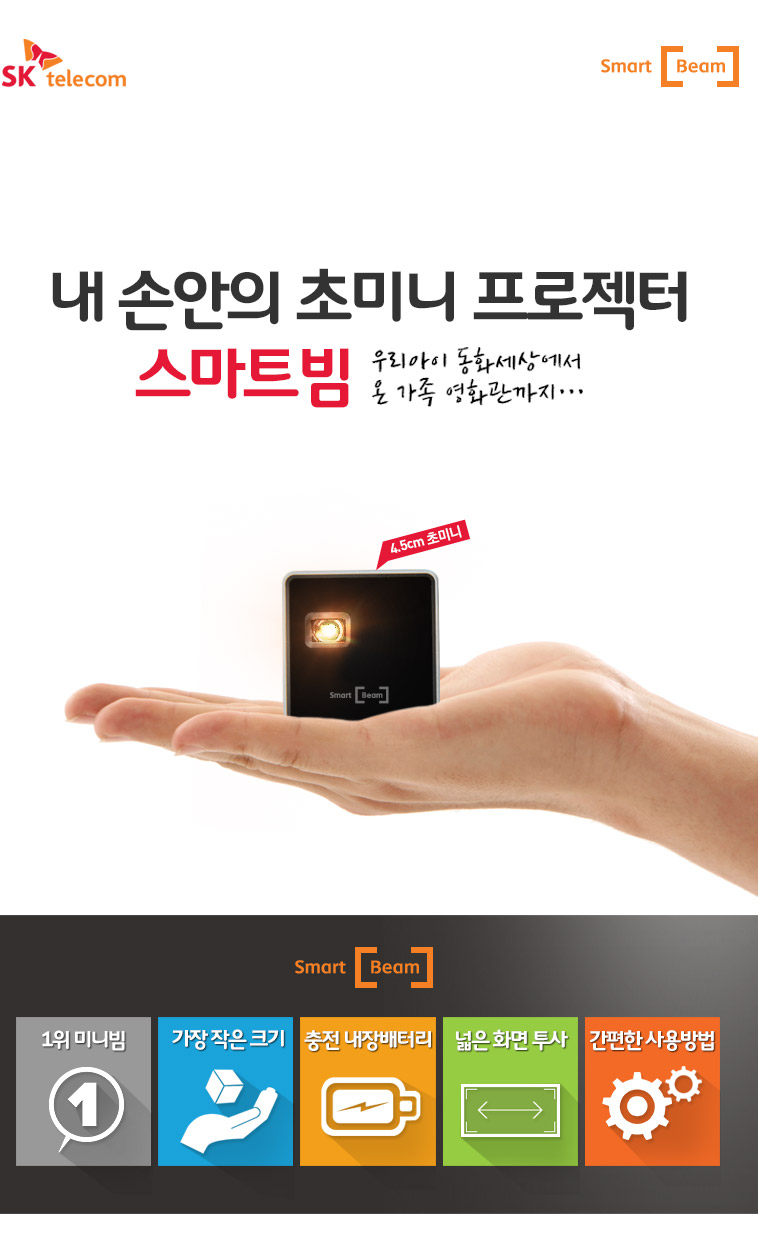 SK telecom
Smart [Beam]
내 손안의 초미니 프로젝터
스마트빔
우리아이 동화세상에서
온 가족 영화관까지...
4.5cm 초미니
Smart [Beam]
Smart [Beam]
1위 미니빔
가장 작은 크기
충전 내장배터리
넓은 화면 투사
간편한 사용방법
1